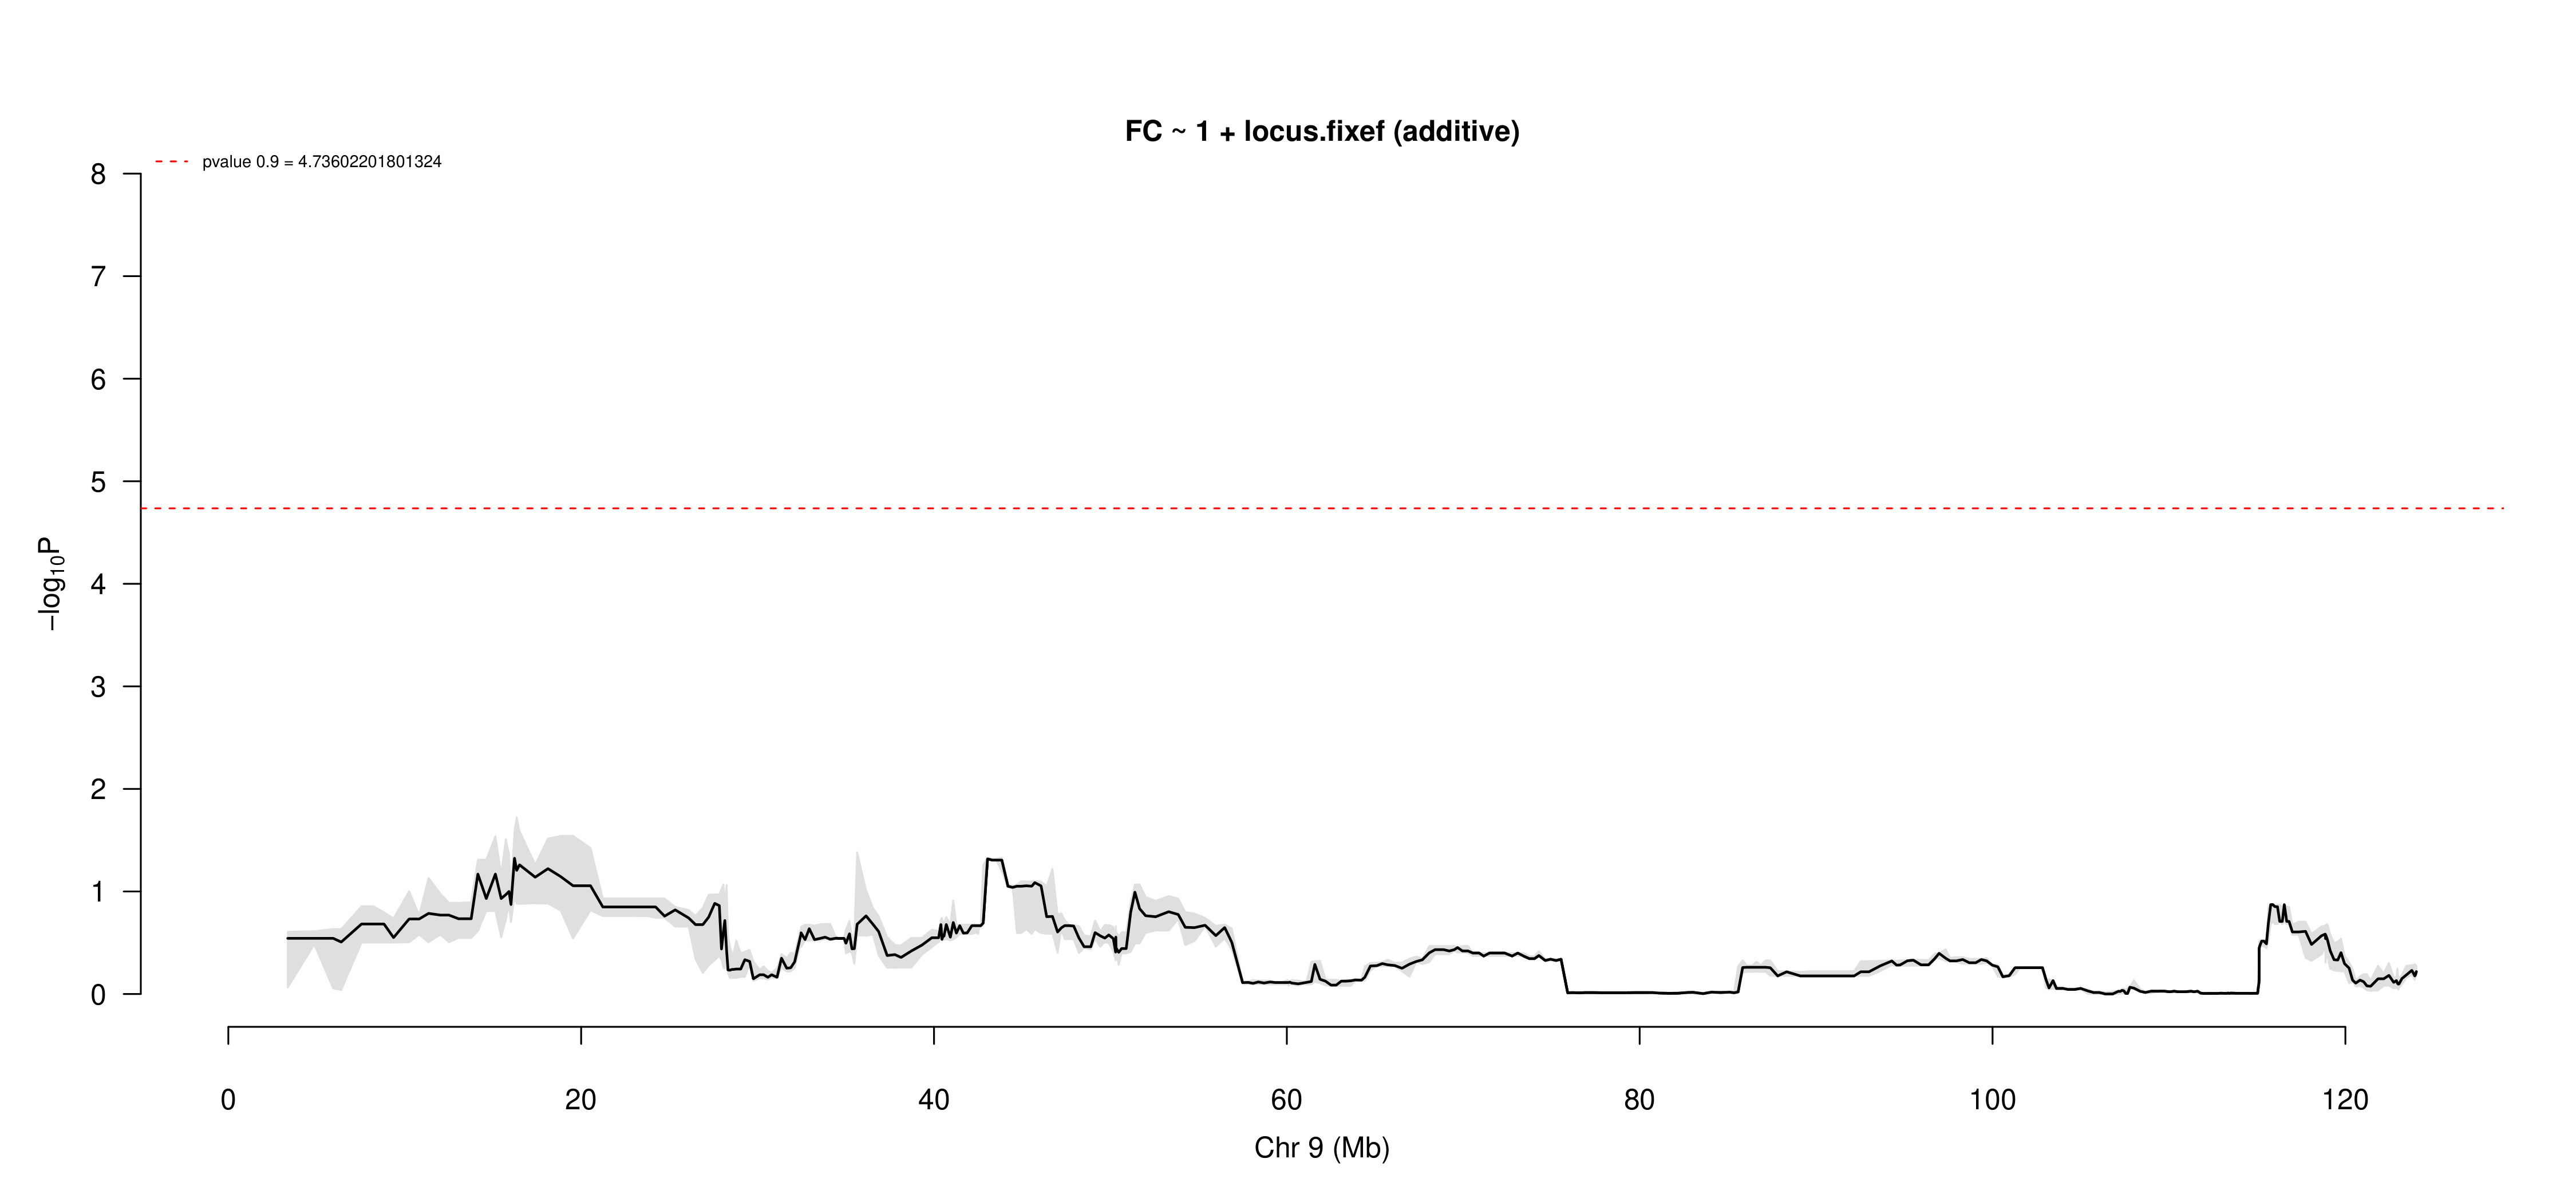 FC ~ 1 + locus.fixef (additive)
pvalue 0.9 = 4.73602201801324
8
7
6
5
4
3
2
1
0
–log10P
0 20 40 60 80 100 120
Chr 9 (Mb)